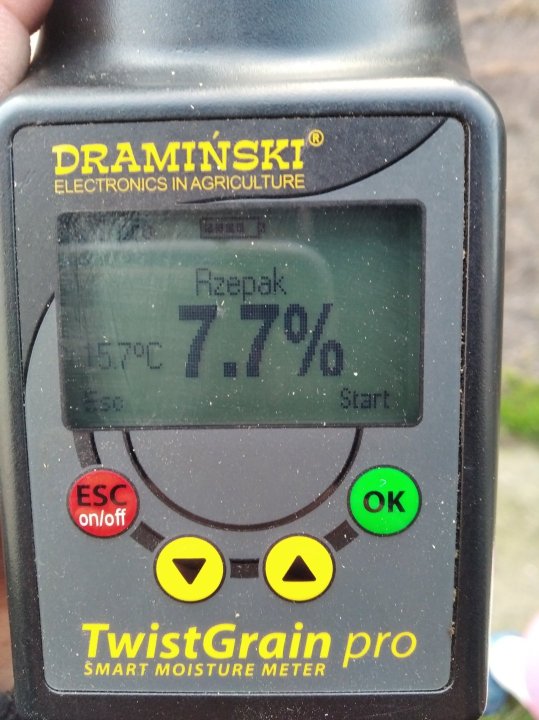 DRAMIŃSKI®
ELECTRONICS IN AGRICULTURE
Rzepak
15.7°C 7.7%
Esc Start
ESC
on/off
OK
TwistGrain pro
SMART MOISTURE METER